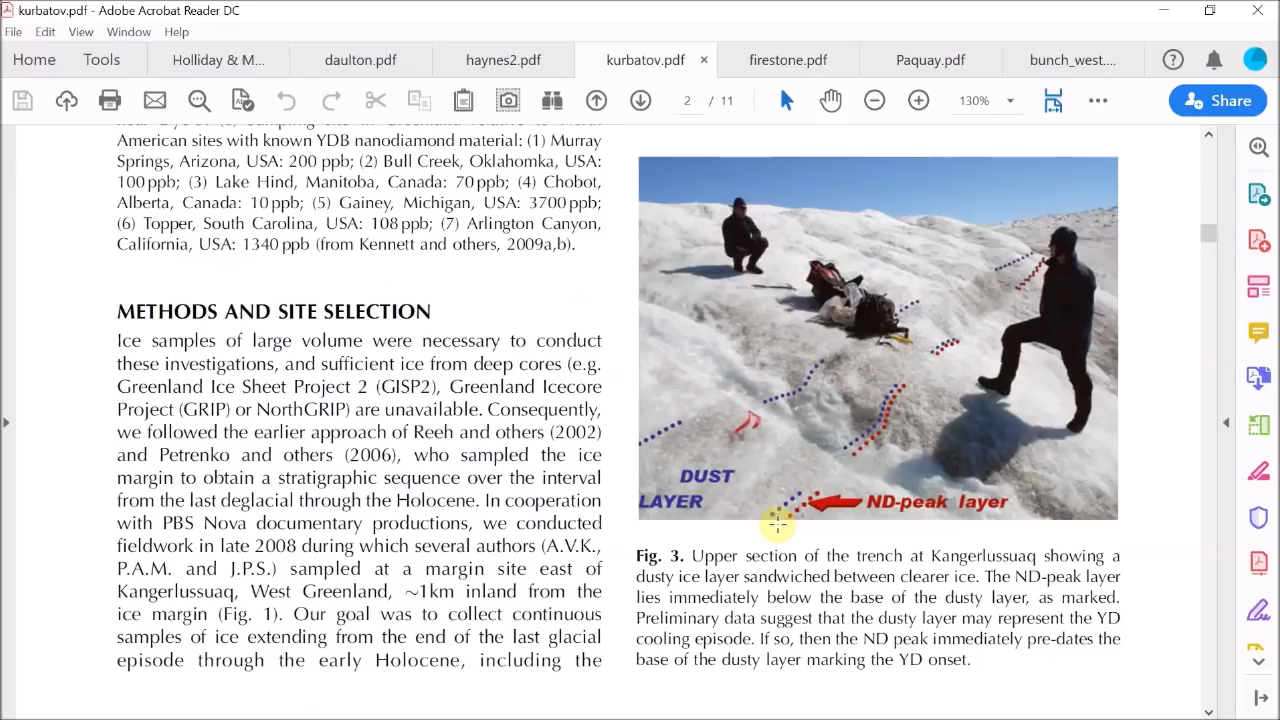 kurbatov.pdf - Adobe Acrobat Reader DC
File Edit View Window Help
Home Tools Holliday & M... daulton.pdf haynes2.pdf kurbatov.pdf × firestone.pdf Paquay.pdf bunch_west....
2 / 11 130% Share
American sites with known YDB nanodiamond material: (1) Murray
Springs, Arizona, USA: 200 ppb; (2) Bull Creek, Oklahomka, USA:
100 ppb; (3) Lake Hind, Manitoba, Canada: 70 ppb; (4) Chobot,
Alberta, Canada: 10 ppb; (5) Gainey, Michigan, USA: 3700 ppb;
(6) Topper, South Carolina, USA: 108 ppb; (7) Arlington Canyon,
California, USA: 1340 ppb (from Kennett and others, 2009a,b).
METHODS AND SITE SELECTION
Ice samples of large volume were necessary to conduct
these investigations, and sufficient ice from deep cores (e.g.
Greenland Ice Sheet Project 2 (GISP2), Greenland Icecore
Project (GRIP) or NorthGRIP) are unavailable. Consequently,
we followed the earlier approach of Reeh and others (2002)
and Petrenko and others (2006), who sampled the ice
margin to obtain a stratigraphic sequence over the interval
from the last deglacial through the Holocene. In cooperation
with PBS Nova documentary productions, we conducted
fieldwork in late 2008 during which several authors (A.V.K.,
P.A.M. and J.P.S.) sampled at a margin site east of
Kangerlussuaq, West Greenland, ~1km inland from the
ice margin (Fig. 1). Our goal was to collect continuous
samples of ice extending from the end of the last glacial
episode through the early Holocene, including the
DUST
LAYER
ND-peak layer
Fig. 3. Upper section of the trench at Kangerlussuaq showing a
dusty ice layer sandwiched between clearer ice. The ND-peak layer
lies immediately below the base of the dusty layer, as marked.
Preliminary data suggest that the dusty layer may represent the YD
cooling episode. If so, then the ND peak immediately pre-dates the
base of the dusty layer marking the YD onset.